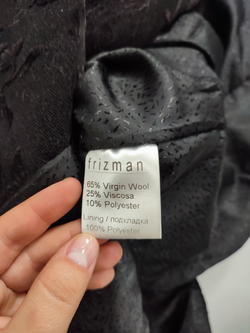 frizman
65% Virgin Wool
25% Viscosa
10% Polyester
Lining / подкладка
100% Polyester